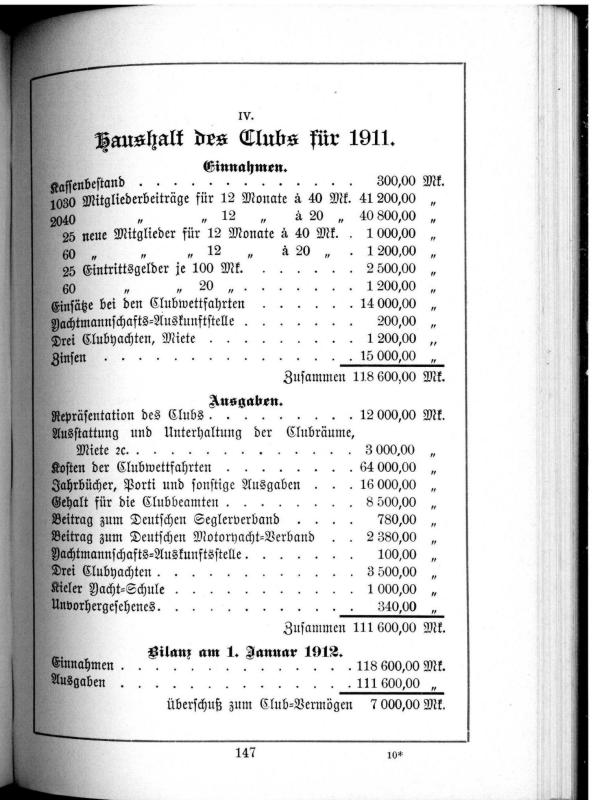 IV.
Haushalt des Clubs für 1911.
Einnahmen.
Kassenbestand . . . . . . . . . . . . . 300,00 Mk.
1030 Mitgliederbeiträge für 12 Monate à 40 Mk. 41 200,00 „
2040 „ „ 12 „ à 20 „ 40 800,00 „
25 neue Mitglieder für 12 Monate à 40 Mk. . 1 000,00 „
60 „ „ „ 12 „ à 20 „ . 1 200,00 „
25 Eintrittsgelder je 100 Mk. . . . . . . 2 500,00 „
60 „ „ 20 „ . . . . . . . 1 200,00 „
Einsätze bei den Clubwettfahrten . . . . . 14 000,00 „
Yachtmannschafts-Auskunftstelle . . . . . . 200,00 „
Drei Clubyachten, Miete . . . . . . . . 1 200,00 „
Zinsen . . . . . . . . . . . . . . 15 000,00 „
Zusammen 118 600,00 Mk.
Ausgaben.
Repräsentation des Clubs . . . . . . . . 12 000,00 Mk.
Ausstattung und Unterhaltung der Clubräume,
Miete ꝛc. . . . . . . . . . . . . 3 000,00 „
Kosten der Clubwettfahrten . . . . . . . 64 000,00 „
Jahrbücher, Porti und sonstige Ausgaben . . . 16 000,00 „
Gehalt für die Clubbeamten . . . . . . . 8 500,00 „
Beitrag zum Deutschen Seglerverband . . . . 780,00 „
Beitrag zum Deutschen Motoryacht-Verband . . 2 380,00 „
Yachtmannschafts-Auskunftsstelle . . . . . . 100,00 „
Drei Clubyachten . . . . . . . . . . . 3 500,00 „
Kieler Yacht-Schule . . . . . . . . . . 1 000,00 „
Unvorhergesehenes . . . . . . . . . . . 340,00 „
Zusammen 111 600,00 Mk.
Bilanz am 1. Januar 1912.
Einnahmen . . . . . . . . . . . . . 118 600,00 Mk.
Ausgaben . . . . . . . . . . . . . 111 600,00 „
Überschuß zum Club-Vermögen 7 000,00 Mk.
147
10*